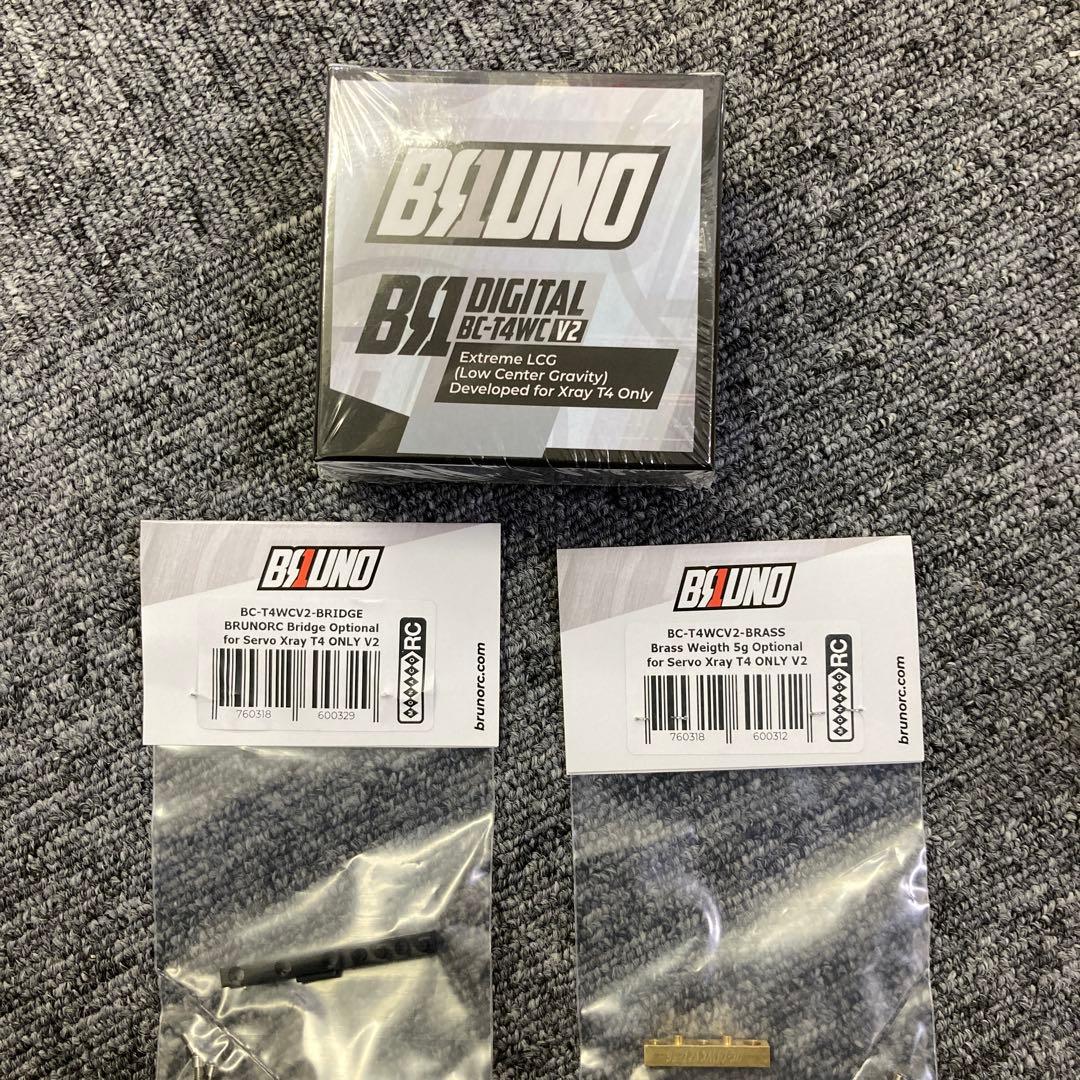 BRUNO
DIGITAL
BC-T4WC V2
Extreme LCG
(Low Center Gravity)
Developed for Xray T4 Only
BRUNO
BC-T4WCV2-BRIDGE
BRUNORC Bridge Optional
for Servo Xray T4 ONLY V2
760318 600329
RC
brunorc.com
BRUNO
BC-T4WCV2-BRASS
Brass Weigth 5g Optional
for Servo Xray T4 ONLY V2
760318 600312
RC
brunorc.com